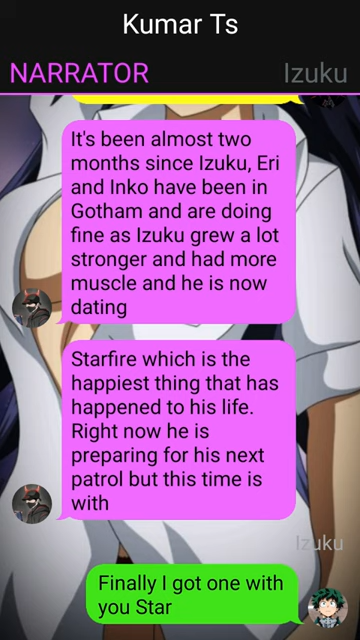 Kumar Ts
NARRATOR
Izuku
It's been almost two
months since Izuku, Eri
and Inko have been in
Gotham and are doing
fine as Izuku grew a lot
stronger and had more
muscle and he is now
dating
Starfire which is the
happiest thing that has
happened to his life.
Right now he is
preparing for his next
patrol but this time is
with
Izuku
Finally I got one with
you Star